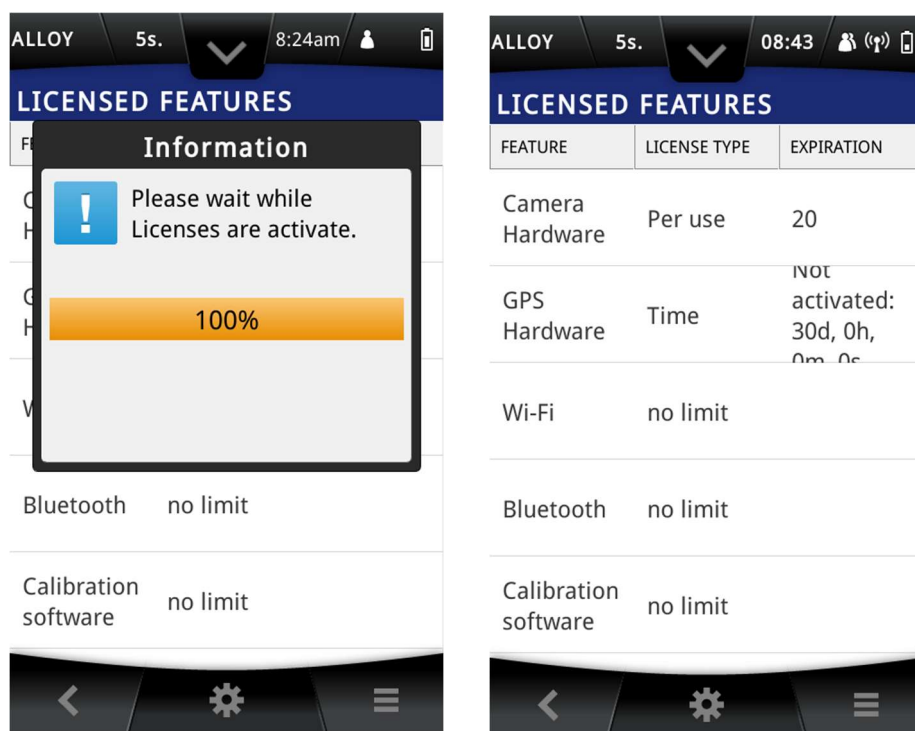 ALLOY 5s. 8:24am
LICENSED FEATURES
Information
Please wait while
Licenses are activate.
100%
Bluetooth no limit
Calibration
software
no limit
ALLOY 5s. 08:43
LICENSED FEATURES
FEATURE LICENSE TYPE EXPIRATION
Camera
Hardware
Per use
20
GPS
Hardware
Time
Not
activated:
30d, 0h,
0m, 0s
Wi-Fi no limit
Bluetooth no limit
Calibration
software
no limit